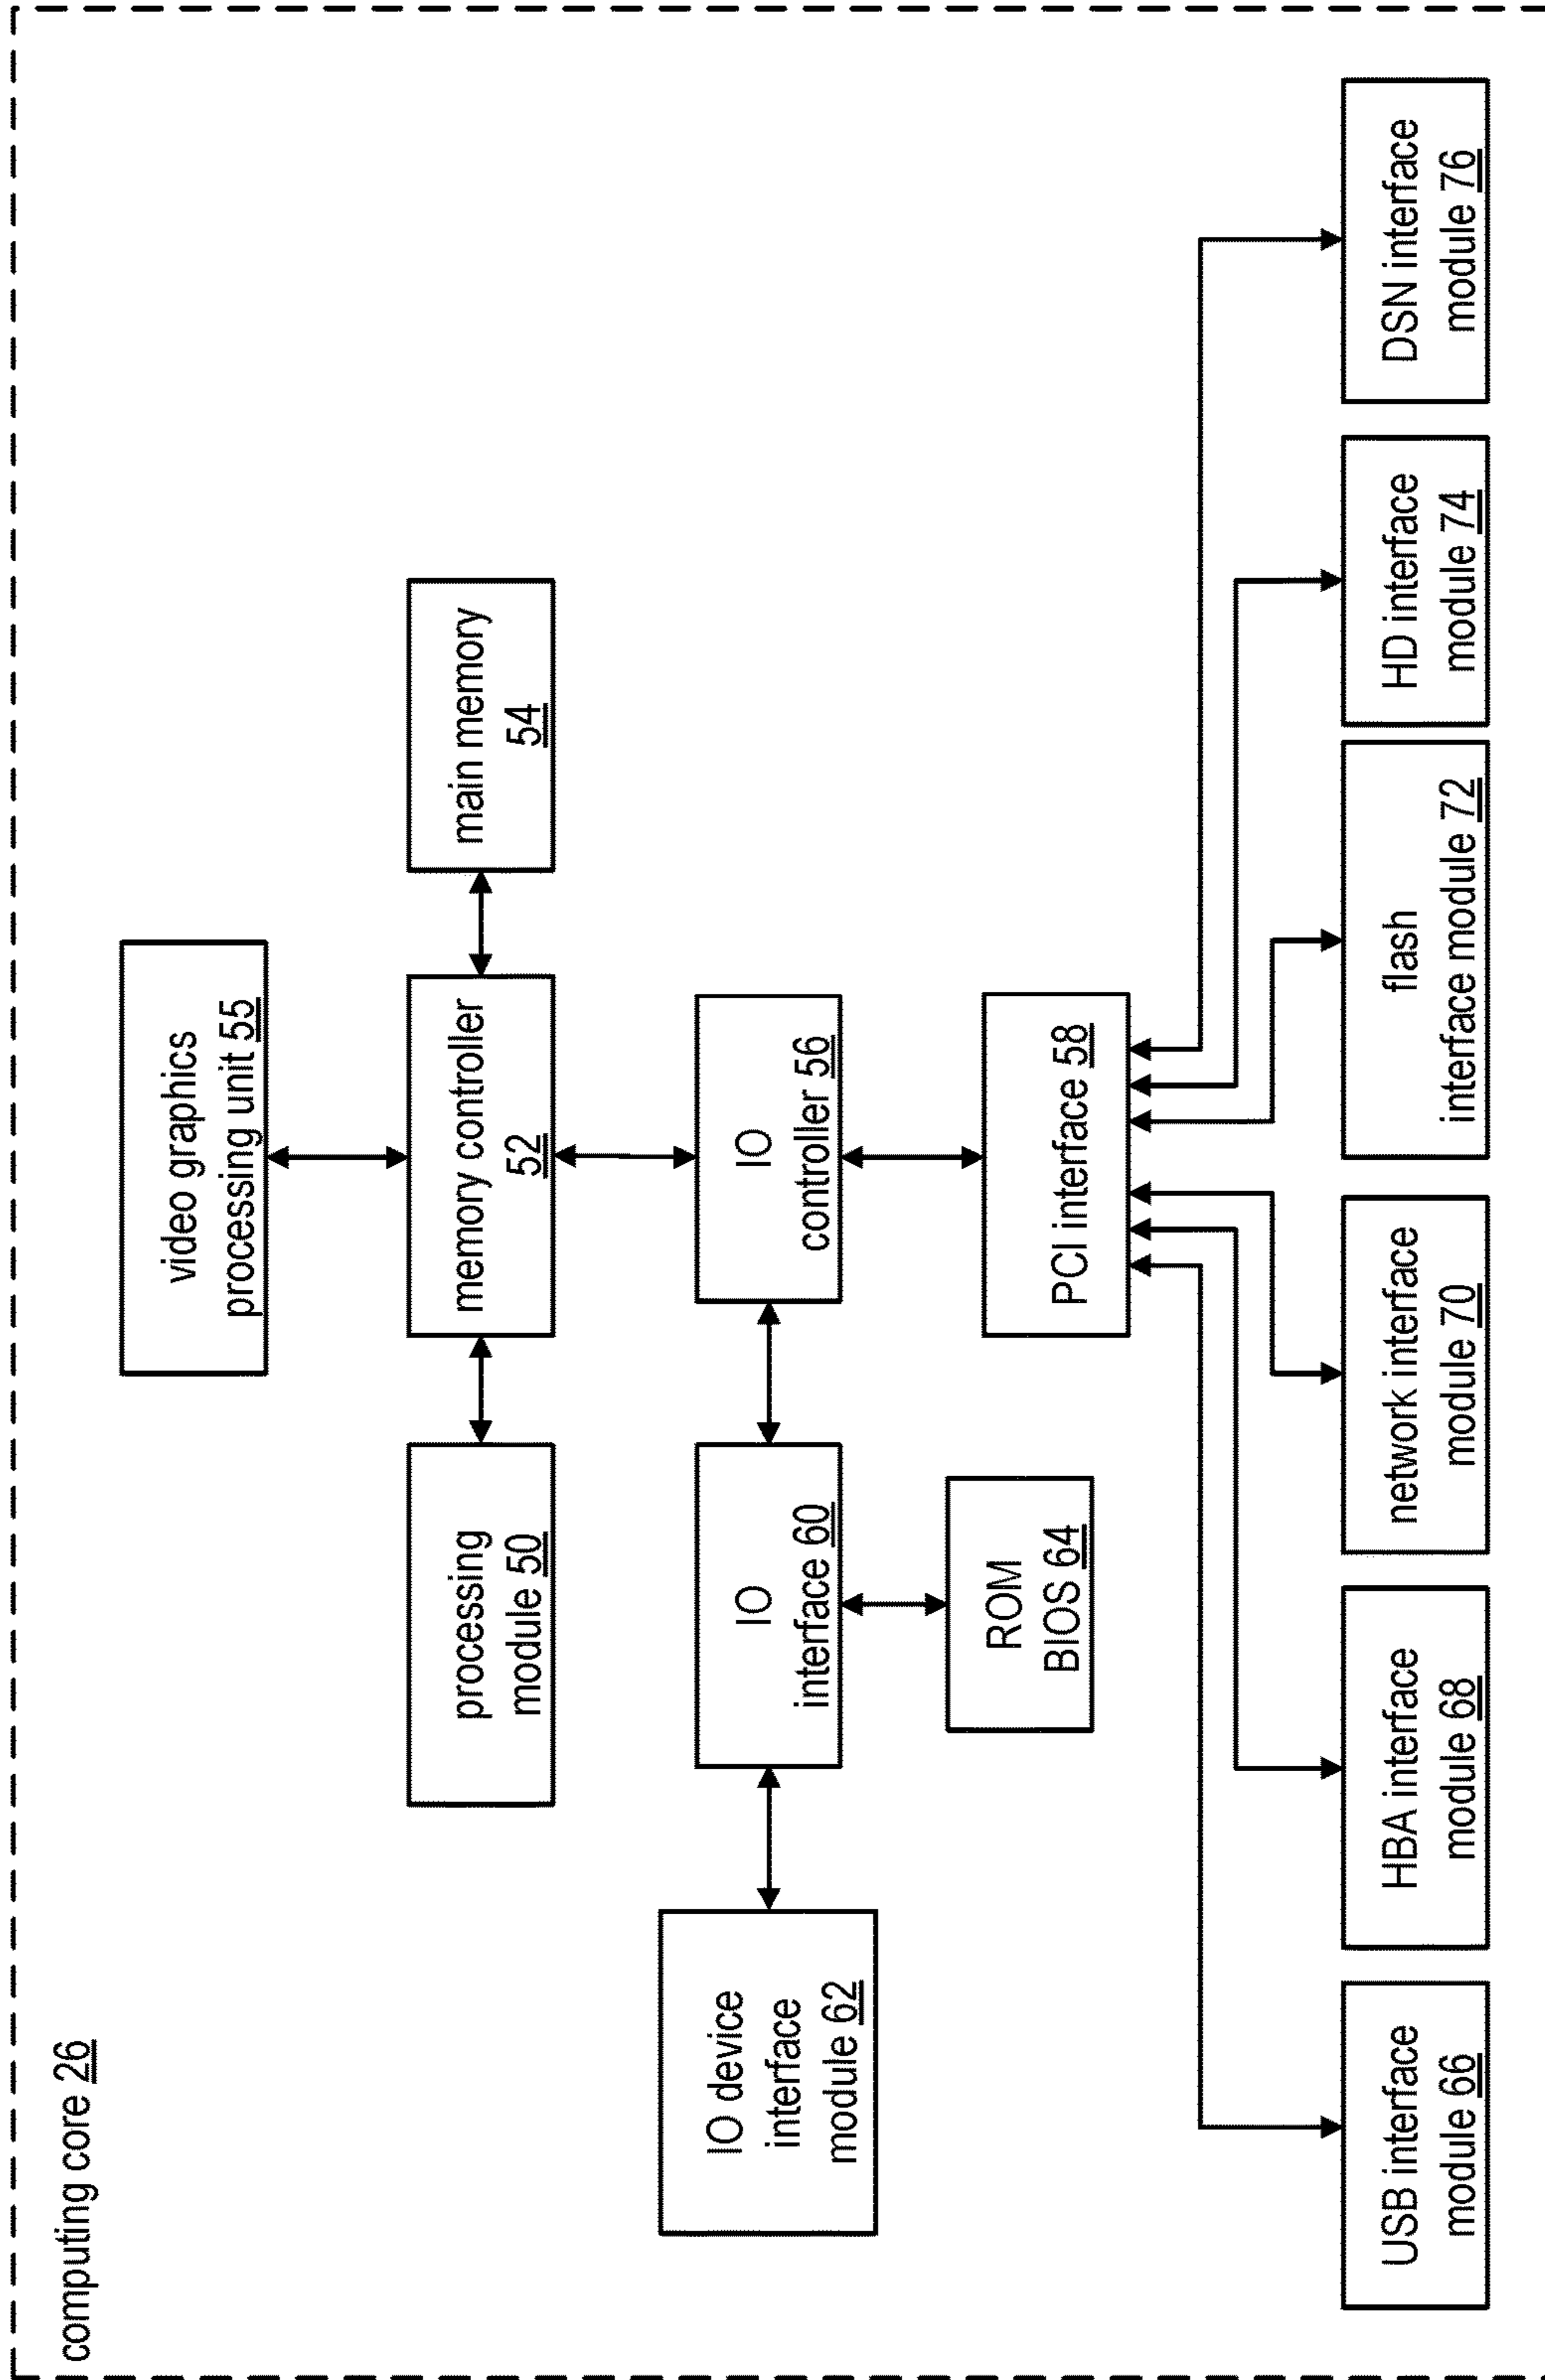 computing core 26
video graphics
processing unit 55
processing
module 50
memory controller
52
main memory
54
IO device
interface
module 62
IO
interface 60
IO
controller 56
ROM
BIOS 64
PCI interface 58
USB interface
module 66
HBA interface
module 68
network interface
module 70
flash
interface module 72
HD interface
module 74
DSN interface
module 76